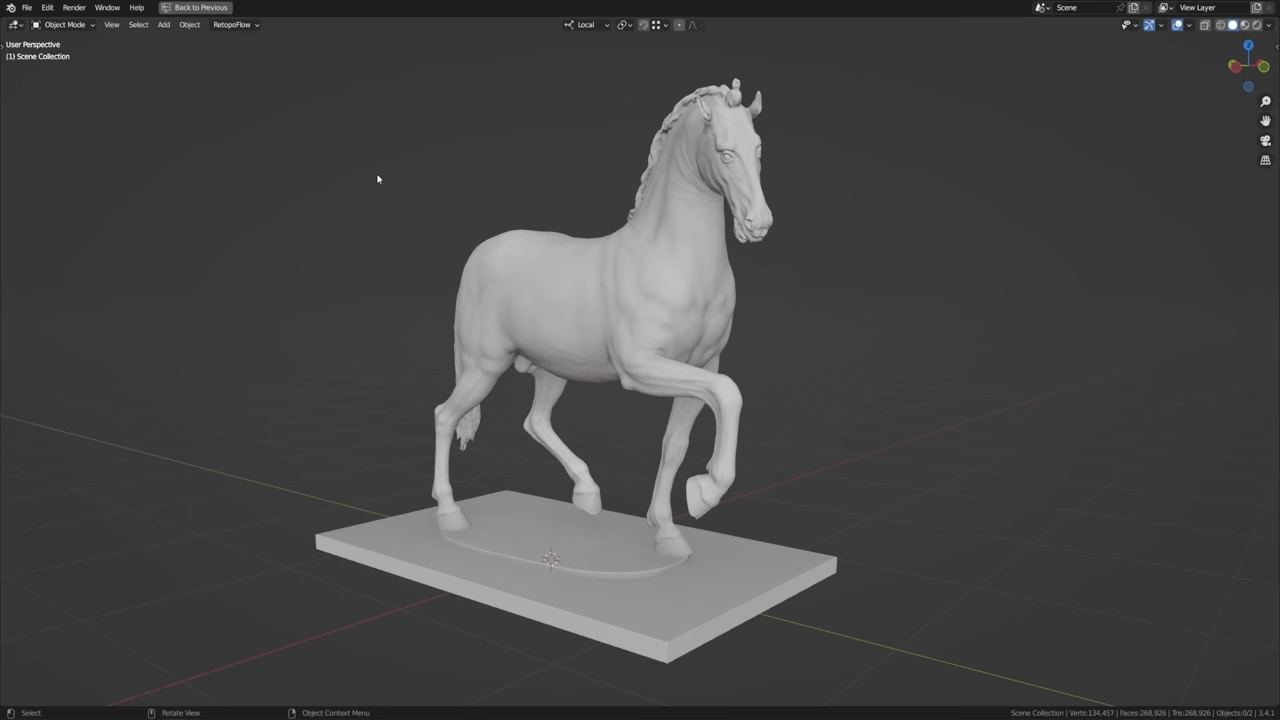 File Edit Render Window Help Back to Previous Scene View Layer
Object Mode View Select Add Object RetopoFlow Local
User Perspective
(1) Scene Collection
Z
Select Rotate View Object Context Menu Scene Collection | Verts:134,457 | Faces:268,926 | Tris:268,926 | Objects:0/2 | 3.4.1